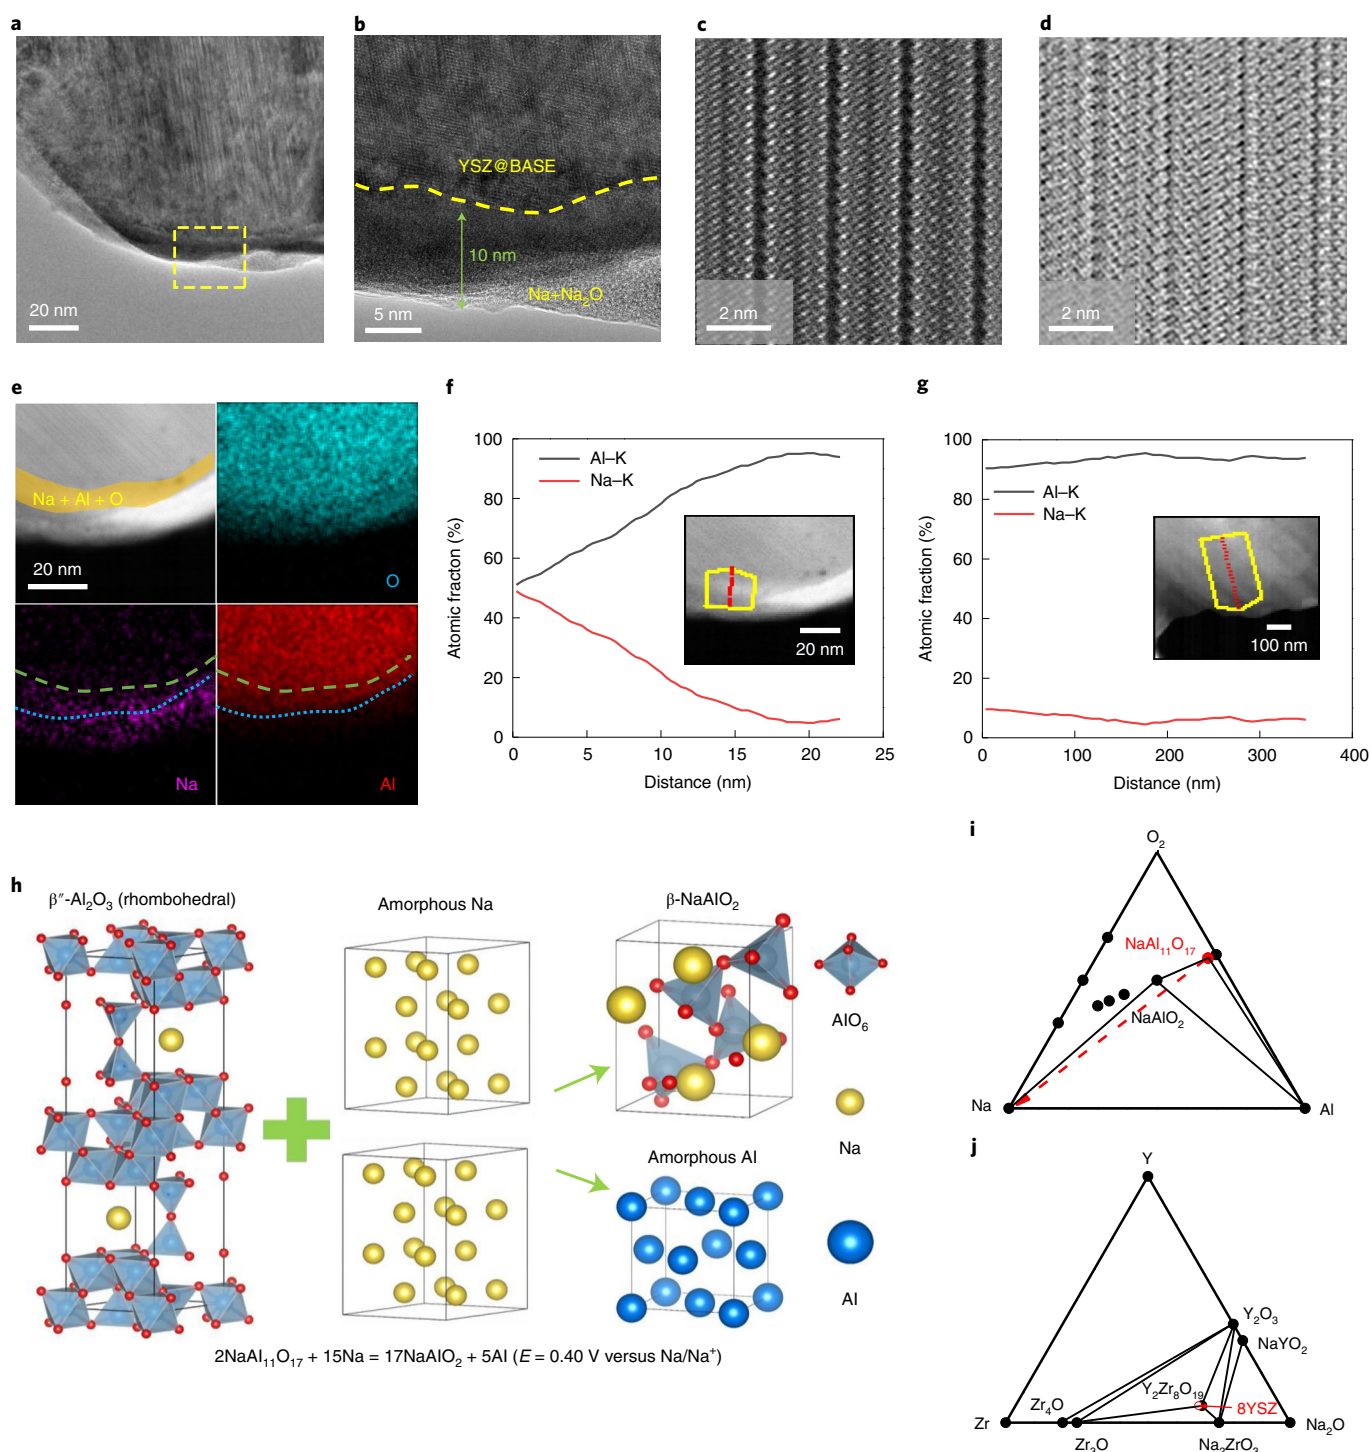 a
20 nm
b
YSZ@BASE
10 nm
Na+Na₂O
5 nm
c
2 nm
d
2 nm
e
Na + Al + O
20 nm
O
Na
Al
f
Atomic fracton (%)
100
80
60
40
20
0
Al–K
Na–K
20 nm
0 5 10 15 20 25
Distance (nm)
g
Atomic fraction (%)
100
80
60
40
20
0
Al–K
Na–K
100 nm
0 100 200 300 400
Distance (nm)
h
β″-Al₂O₃ (rhombohedral)
Amorphous Na
β-NaAlO₂
AlO₆
Na
Amorphous Al
Al
2NaAl₁₁O₁₇ + 15Na = 17NaAlO₂ + 5Al (E = 0.40 V versus Na/Na⁺)
i
O₂
NaAl₁₁O₁₇
NaAlO₂
Na
Al
j
Y
Y₂O₃
NaYO₂
Y₂Zr₈O₁₉
8YSZ
Zr₄O
Zr
Na₂O
Zr₃O
Na₂ZrO₃